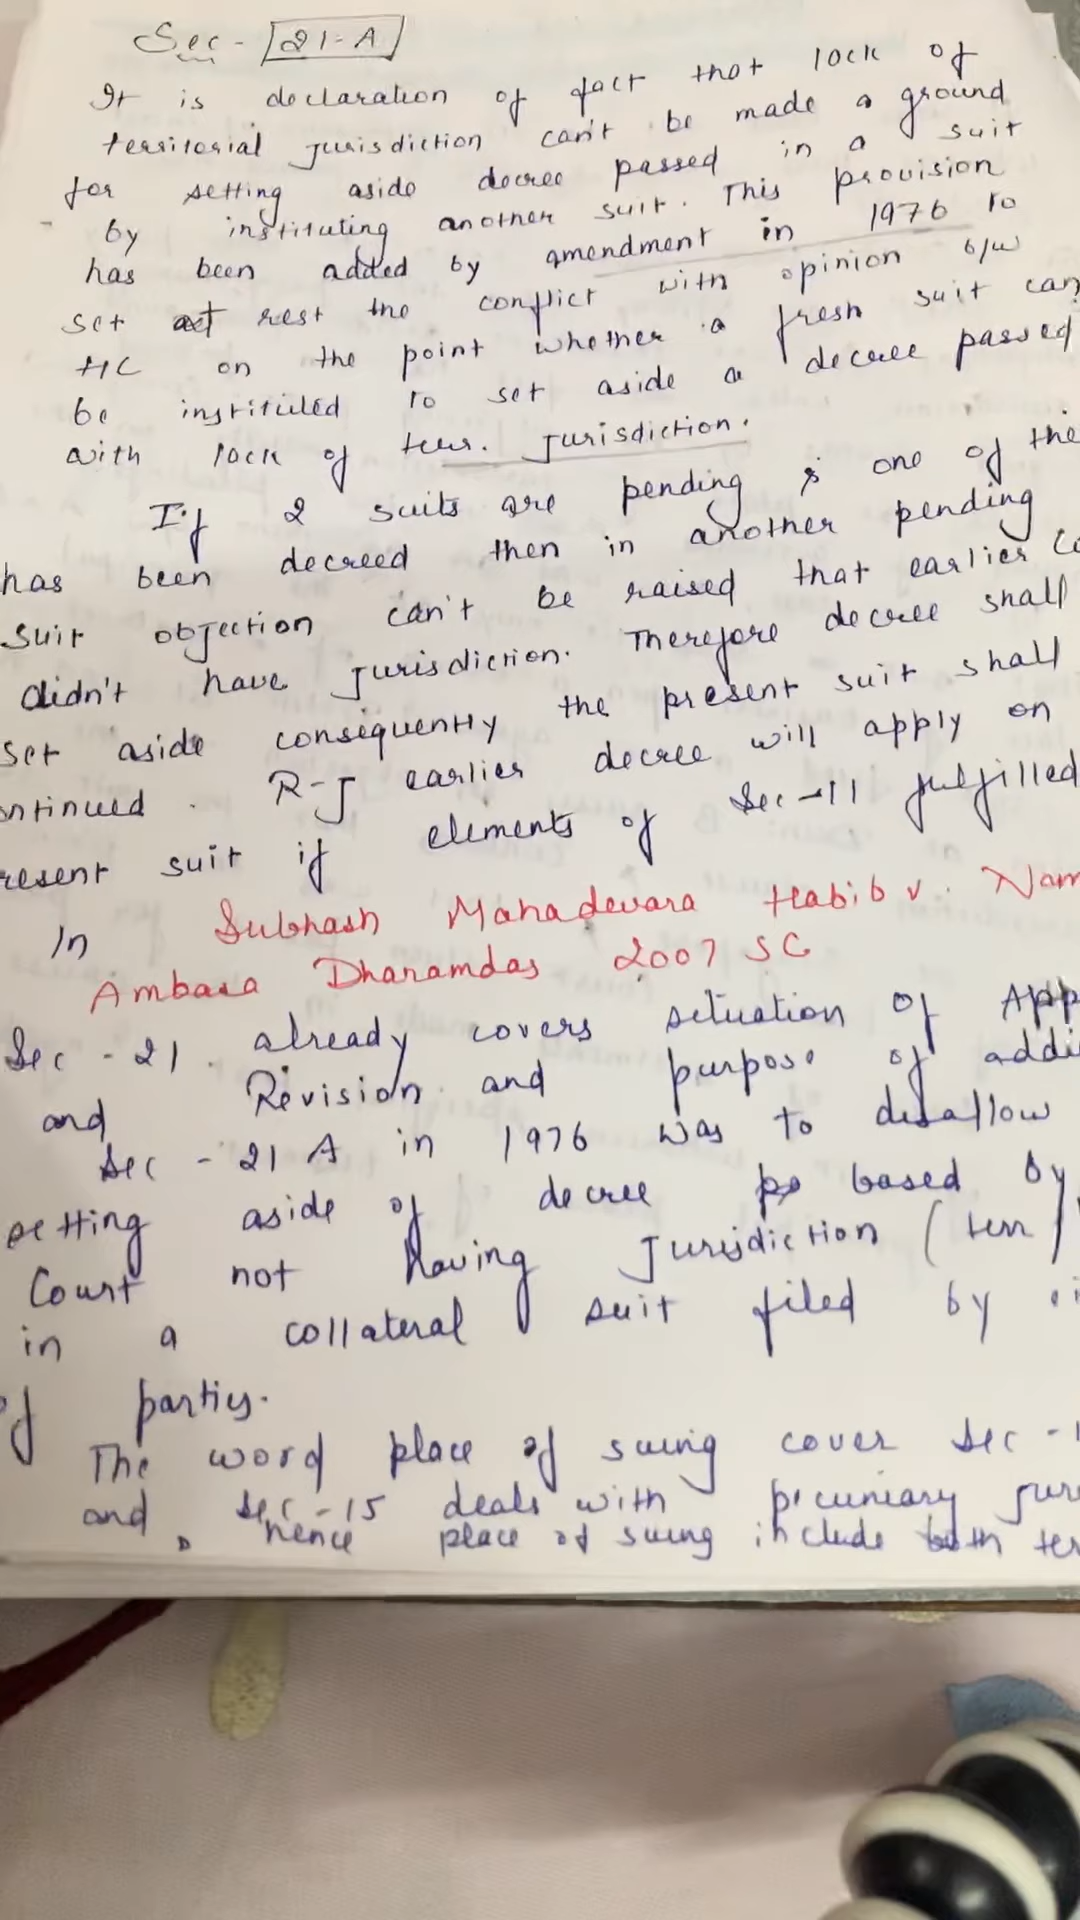 Sec - 21-A
It is declaration of fact that lack of
territorial jurisdiction can't be made a ground
for setting aside decree passed in a suit
by instituting another suit. This provision
has been added by amendment in 1976 to
set at rest the conflict with opinion b/w
HC on the point whether a fresh suit can
be instituted to set aside a decree passed
with lack of terr. jurisdiction.
If 2 suits are pending & one of the
has been decreed then in another pending
suit objection can't be raised that earlier Co
didn't have jurisdiction. Therefore decree shall
set aside consequently the present suit shall
ontinued. R-J earlier decree will apply on
resent suit if elements of Sec-11 fulfilled
In Subhash Mahadevara Habib v. Nam
Ambasa Dharamdas 2007 SC
Sec - 21 already covers situation of App
and Revision and purpose of addi
Sec - 21 A in 1976 was to disallow
setting aside of decree based by
Court not having Jurisdiction (terr)
in a collateral suit filed by ei
of parties.
The word place of suing cover Sec - 1
and Sec - 15 deals with pecuniary jur
hence place of suing include both ter